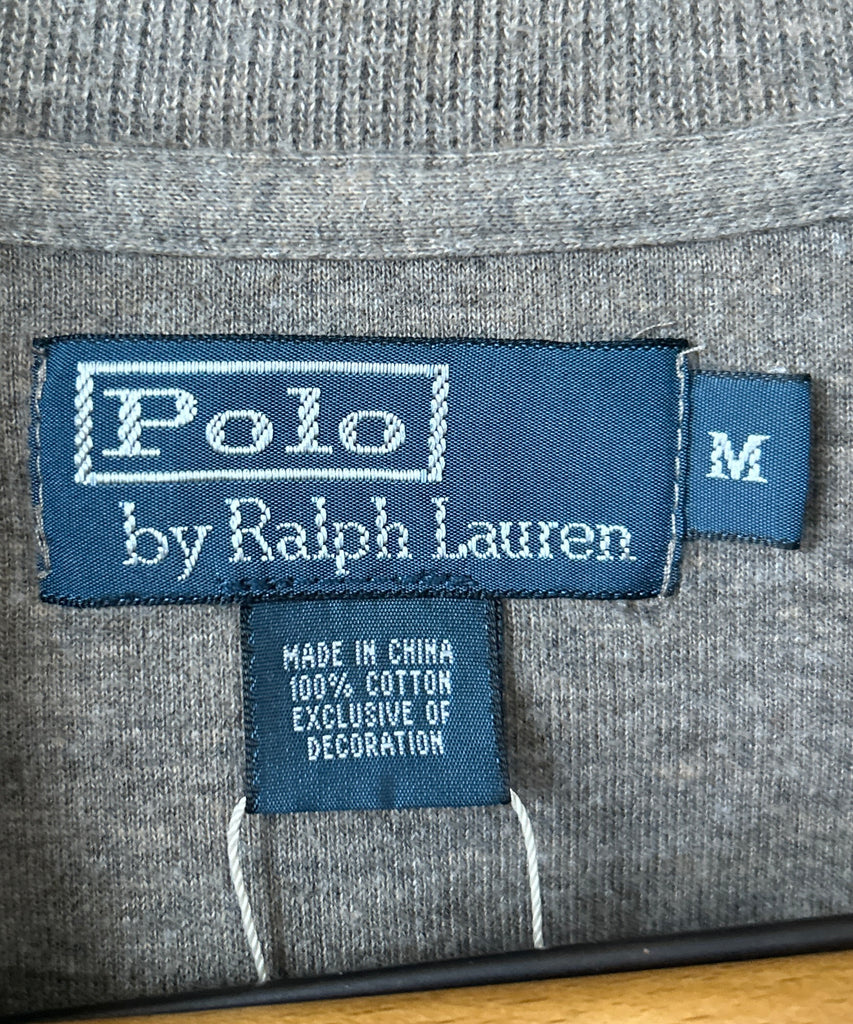 Polo
by Ralph Lauren
M
MADE IN CHINA
100% COTTON
EXCLUSIVE OF
DECORATION